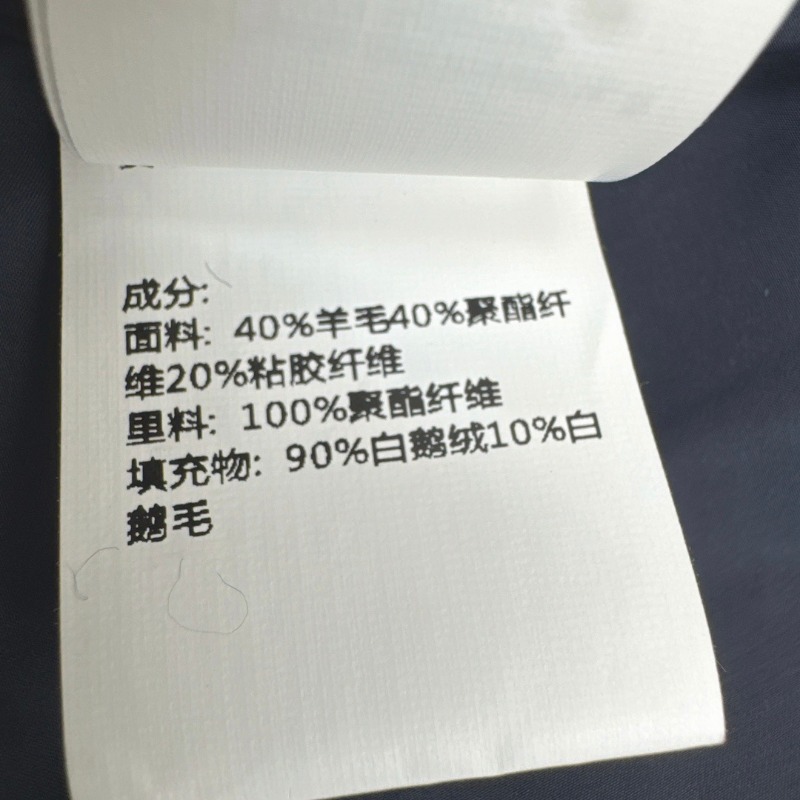 成分:
面料: 40%羊毛40%聚酯纤
维20%粘胶纤维
里料: 100%聚酯纤维
填充物: 90%白鹅绒10%白
鹅毛